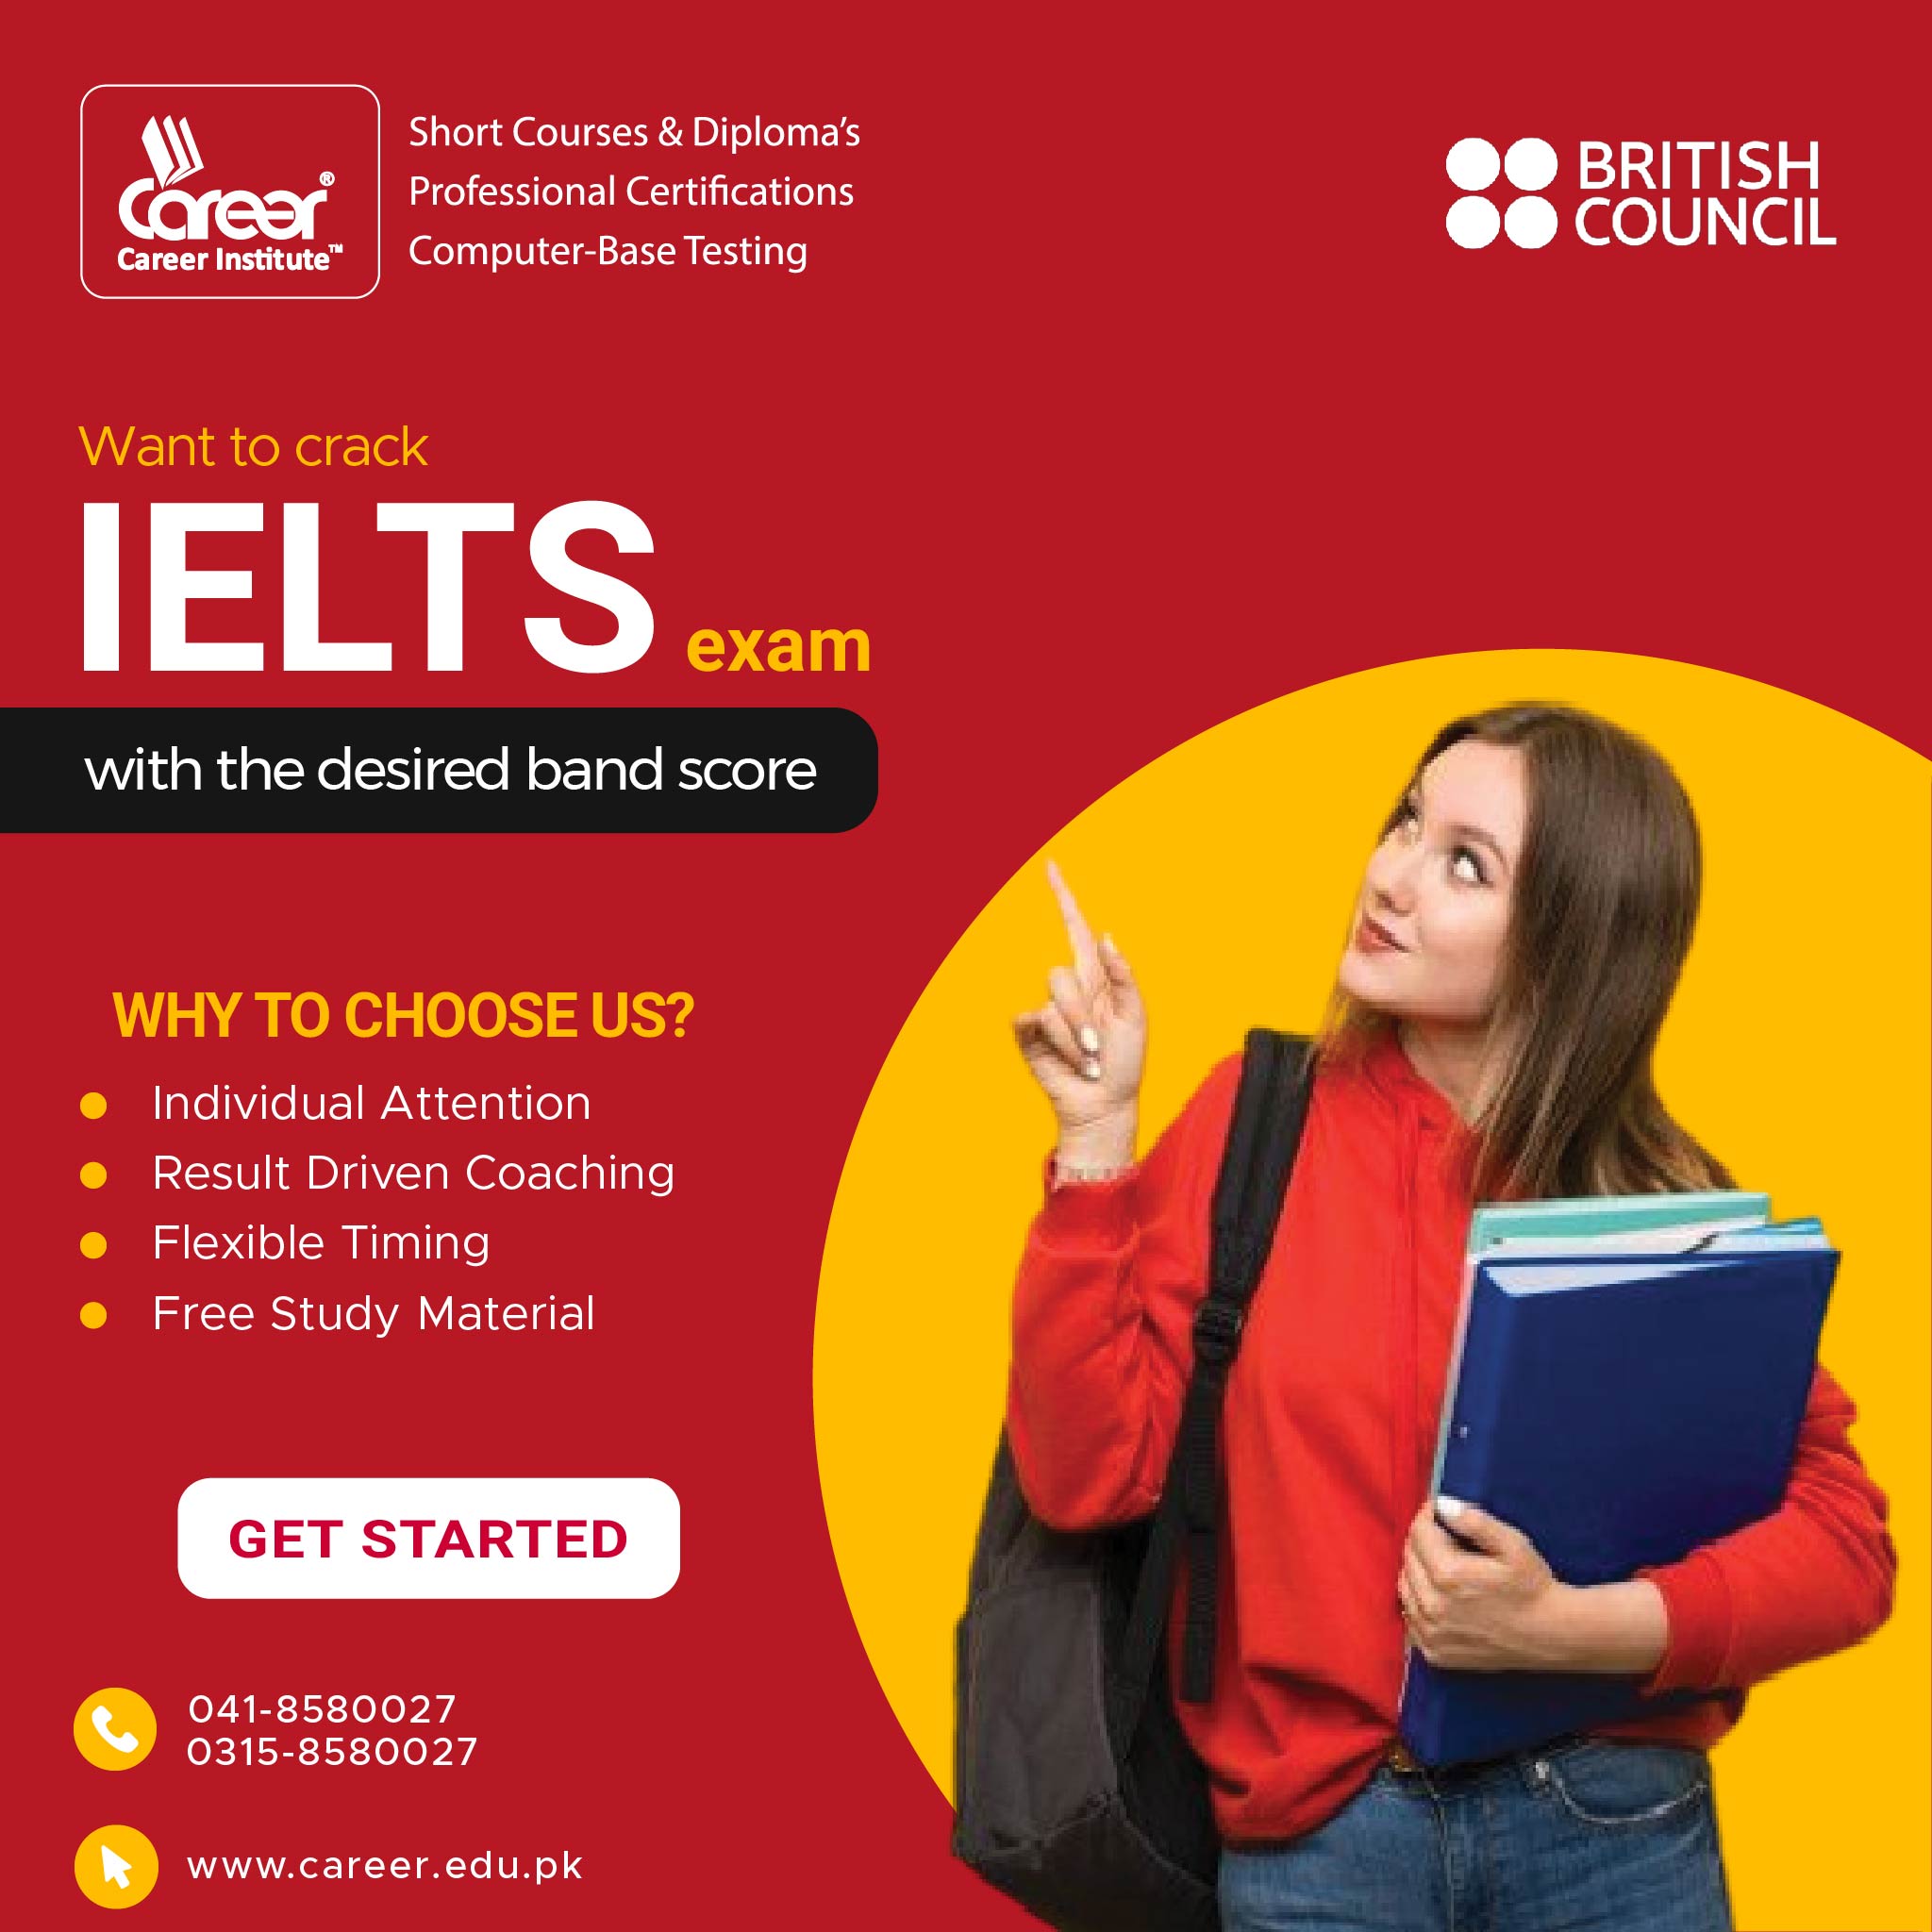 Career®
Career Institute™
Short Courses & Diploma's
Professional Certifications
Computer-Base Testing
BRITISH
COUNCIL
Want to crack
IELTS exam
with the desired band score
WHY TO CHOOSE US?
Individual Attention
Result Driven Coaching
Flexible Timing
Free Study Material
GET STARTED
041-8580027
0315-8580027
www.career.edu.pk